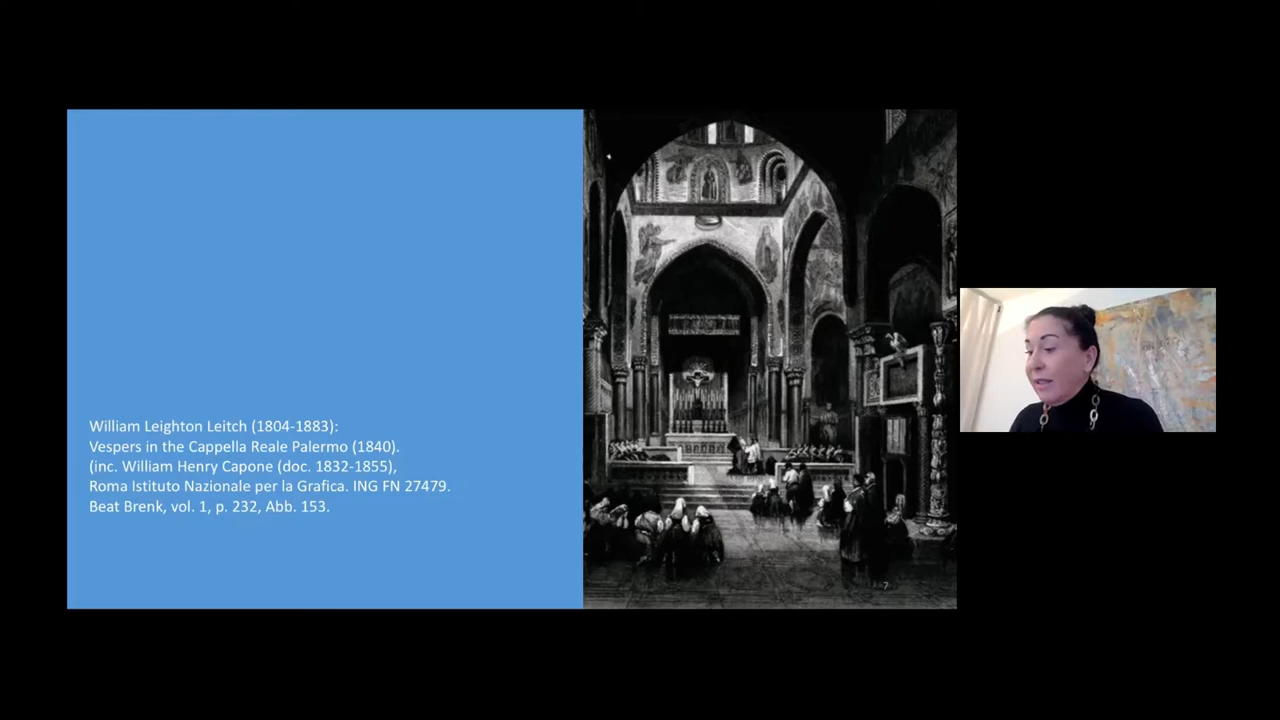 William Leighton Leitch (1804-1883):
Vespers in the Cappella Reale Palermo (1840).
(inc. William Henry Capone (doc. 1832-1855),
Roma Istituto Nazionale per la Grafica. ING FN 27479.
Beat Brenk, vol. 1, p. 232, Abb. 153.
7